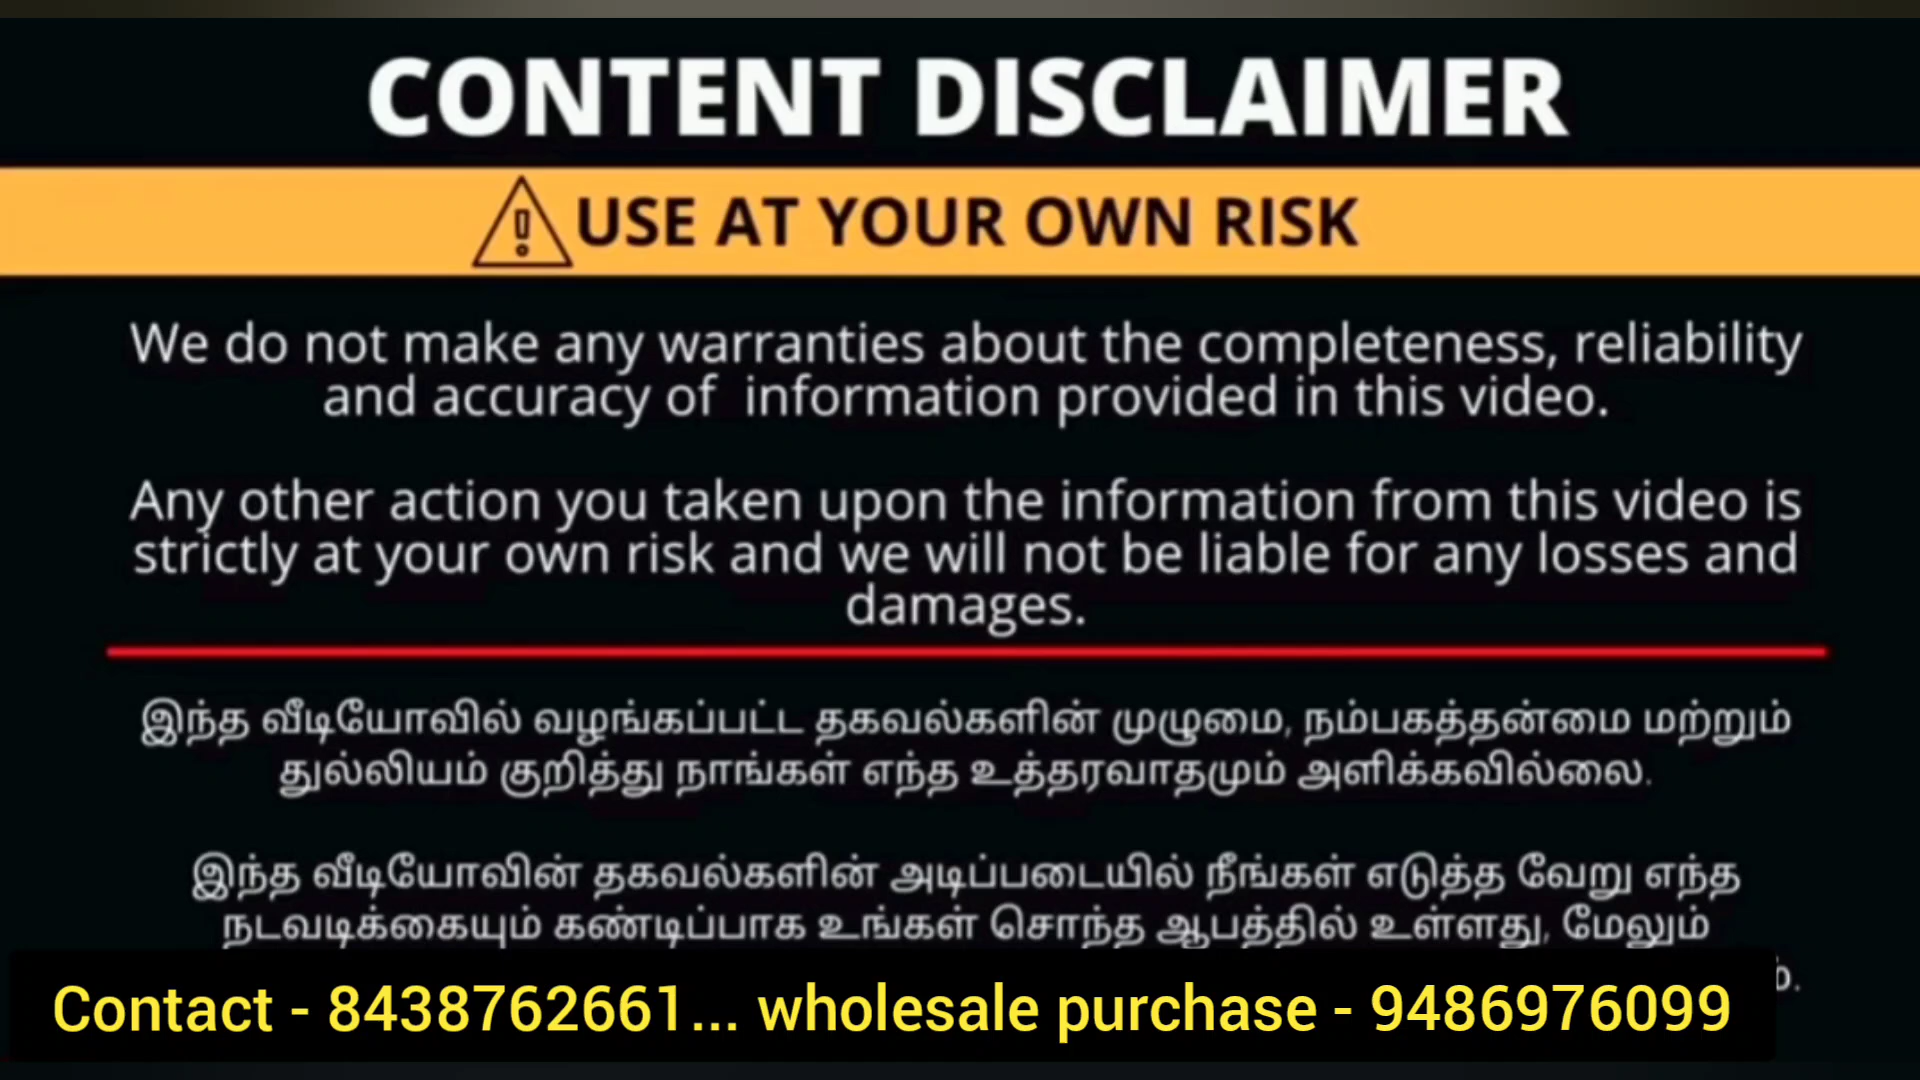 CONTENT DISCLAIMER
USE AT YOUR OWN RISK
We do not make any warranties about the completeness, reliability
and accuracy of information provided in this video.
Any other action you taken upon the information from this video is
strictly at your own risk and we will not be liable for any losses and
damages.
இந்த வீடியோவில் வழங்கப்பட்ட தகவல்களின் முழுமை, நம்பகத்தன்மை மற்றும்
துல்லியம் குறித்து நாங்கள் எந்த உத்தரவாதமும் அளிக்கவில்லை.
இந்த வீடியோவின் தகவல்களின் அடிப்படையில் நீங்கள் எடுத்த வேறு எந்த
நடவடிக்கையும் கண்டிப்பாக உங்கள் சொந்த ஆபத்தில் உள்ளது, மேலும்
Contact - 8438762661... wholesale purchase - 9486976099